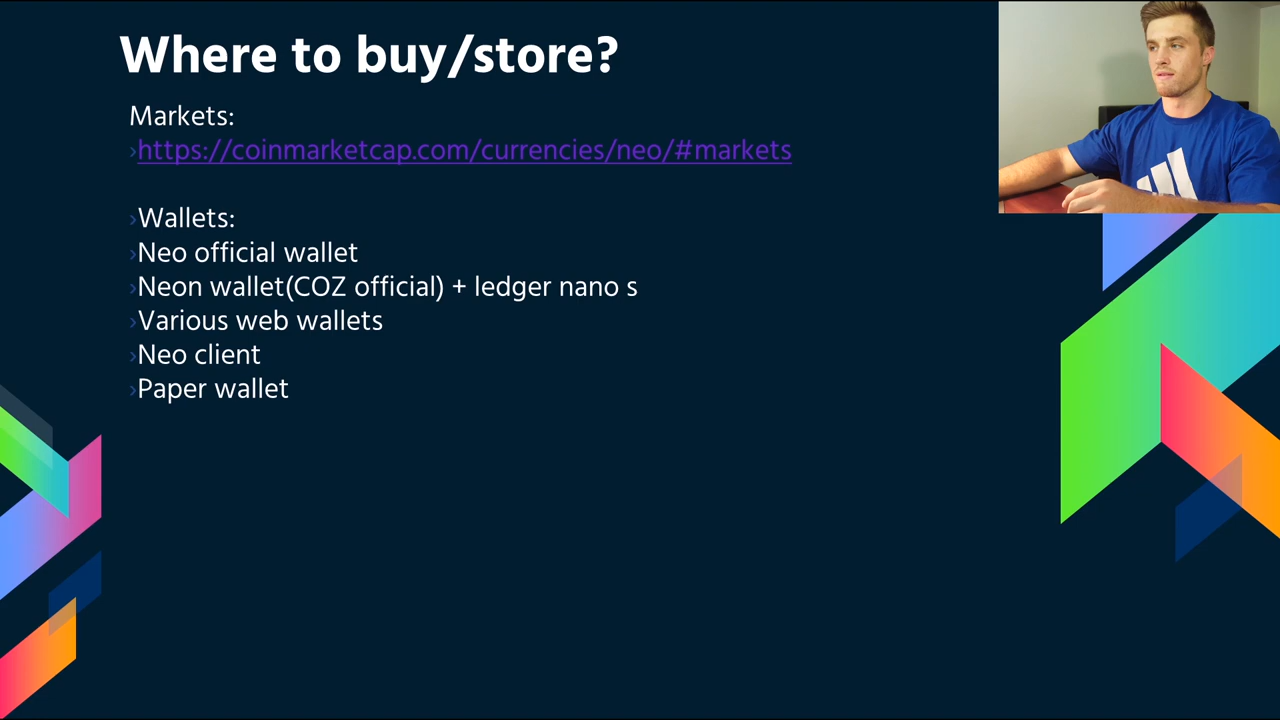 Where to buy/store?
Markets:
›https://coinmarketcap.com/currencies/neo/#markets
›Wallets:
›Neo official wallet
›Neon wallet(COZ official) + ledger nano s
›Various web wallets
›Neo client
›Paper wallet